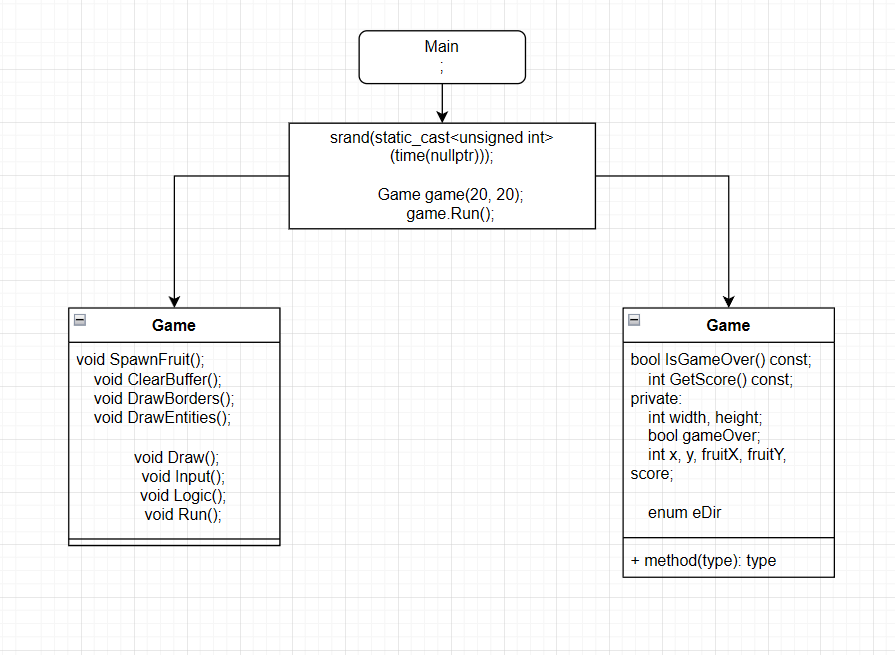 Main
;
srand(static_cast<unsigned int>
(time(nullptr)));
Game game(20, 20);
game.Run();
Game
void SpawnFruit();
void ClearBuffer();
void DrawBorders();
void DrawEntities();
void Draw();
void Input();
void Logic();
void Run();
Game
bool IsGameOver() const;
int GetScore() const;
private:
int width, height;
bool gameOver;
int x, y, fruitX, fruitY,
score;
enum eDir
+ method(type): type